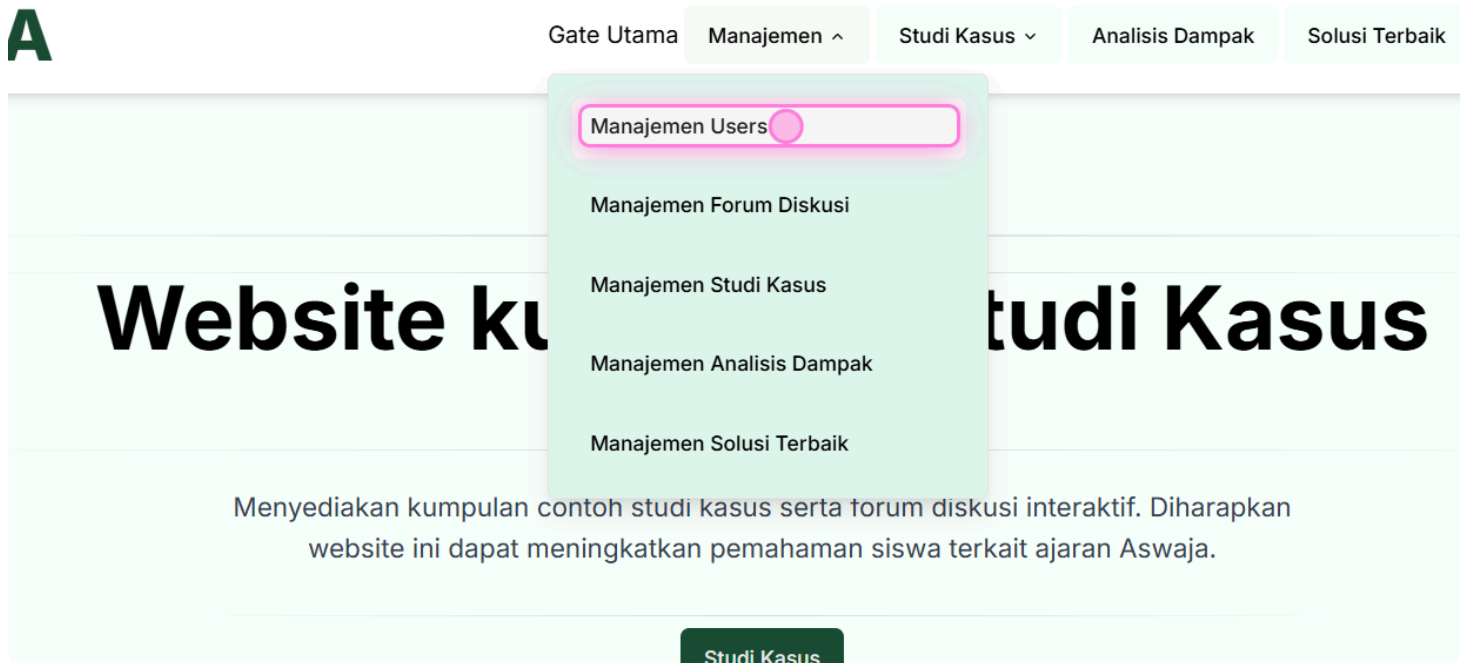 A
Gate Utama Manajemen Studi Kasus Analisis Dampak Solusi Terbaik
Manajemen Users
Manajemen Forum Diskusi
Manajemen Studi Kasus
Manajemen Analisis Dampak
Manajemen Solusi Terbaik
Website Studi Kasus
Menyediakan kumpulan contoh studi kasus serta forum diskusi interaktif. Diharapkan
website ini dapat meningkatkan pemahaman siswa terkait ajaran Aswaja.
Studi Kasus